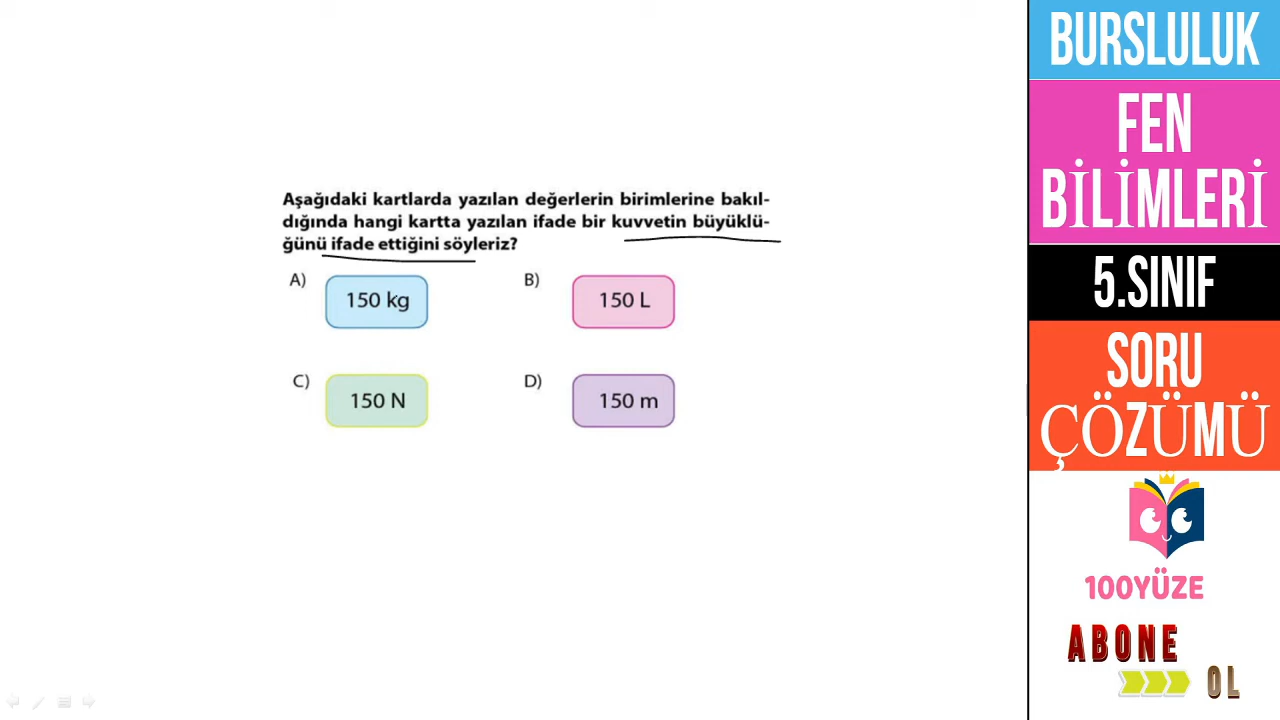 Aşağıdaki kartlarda yazılan değerlerin birimlerine bakıl-
dığında hangi kartta yazılan ifade bir kuvvetin büyüklü-
ğünü ifade ettiğini söyleriz?
A) 150 kg
B) 150 L
C) 150 N
D) 150 m
BURSLULUK
FEN
BİLİMLERİ
5.SINIF
SORU
ÇÖZÜMÜ
100YÜZE
ABONE
OL